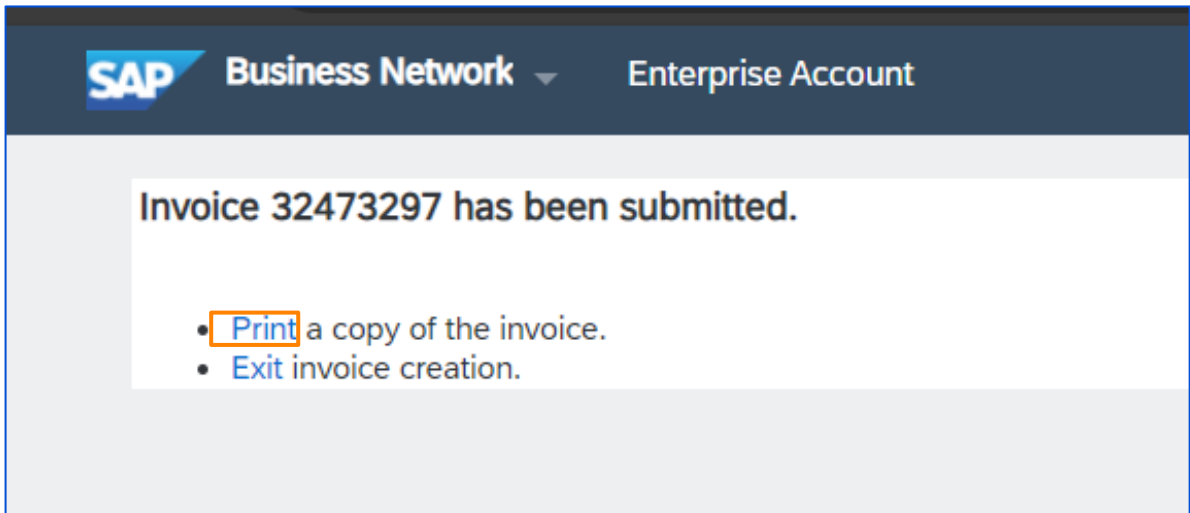 SAP Business Network Enterprise Account
Invoice 32473297 has been submitted.
• Print a copy of the invoice.
• Exit invoice creation.